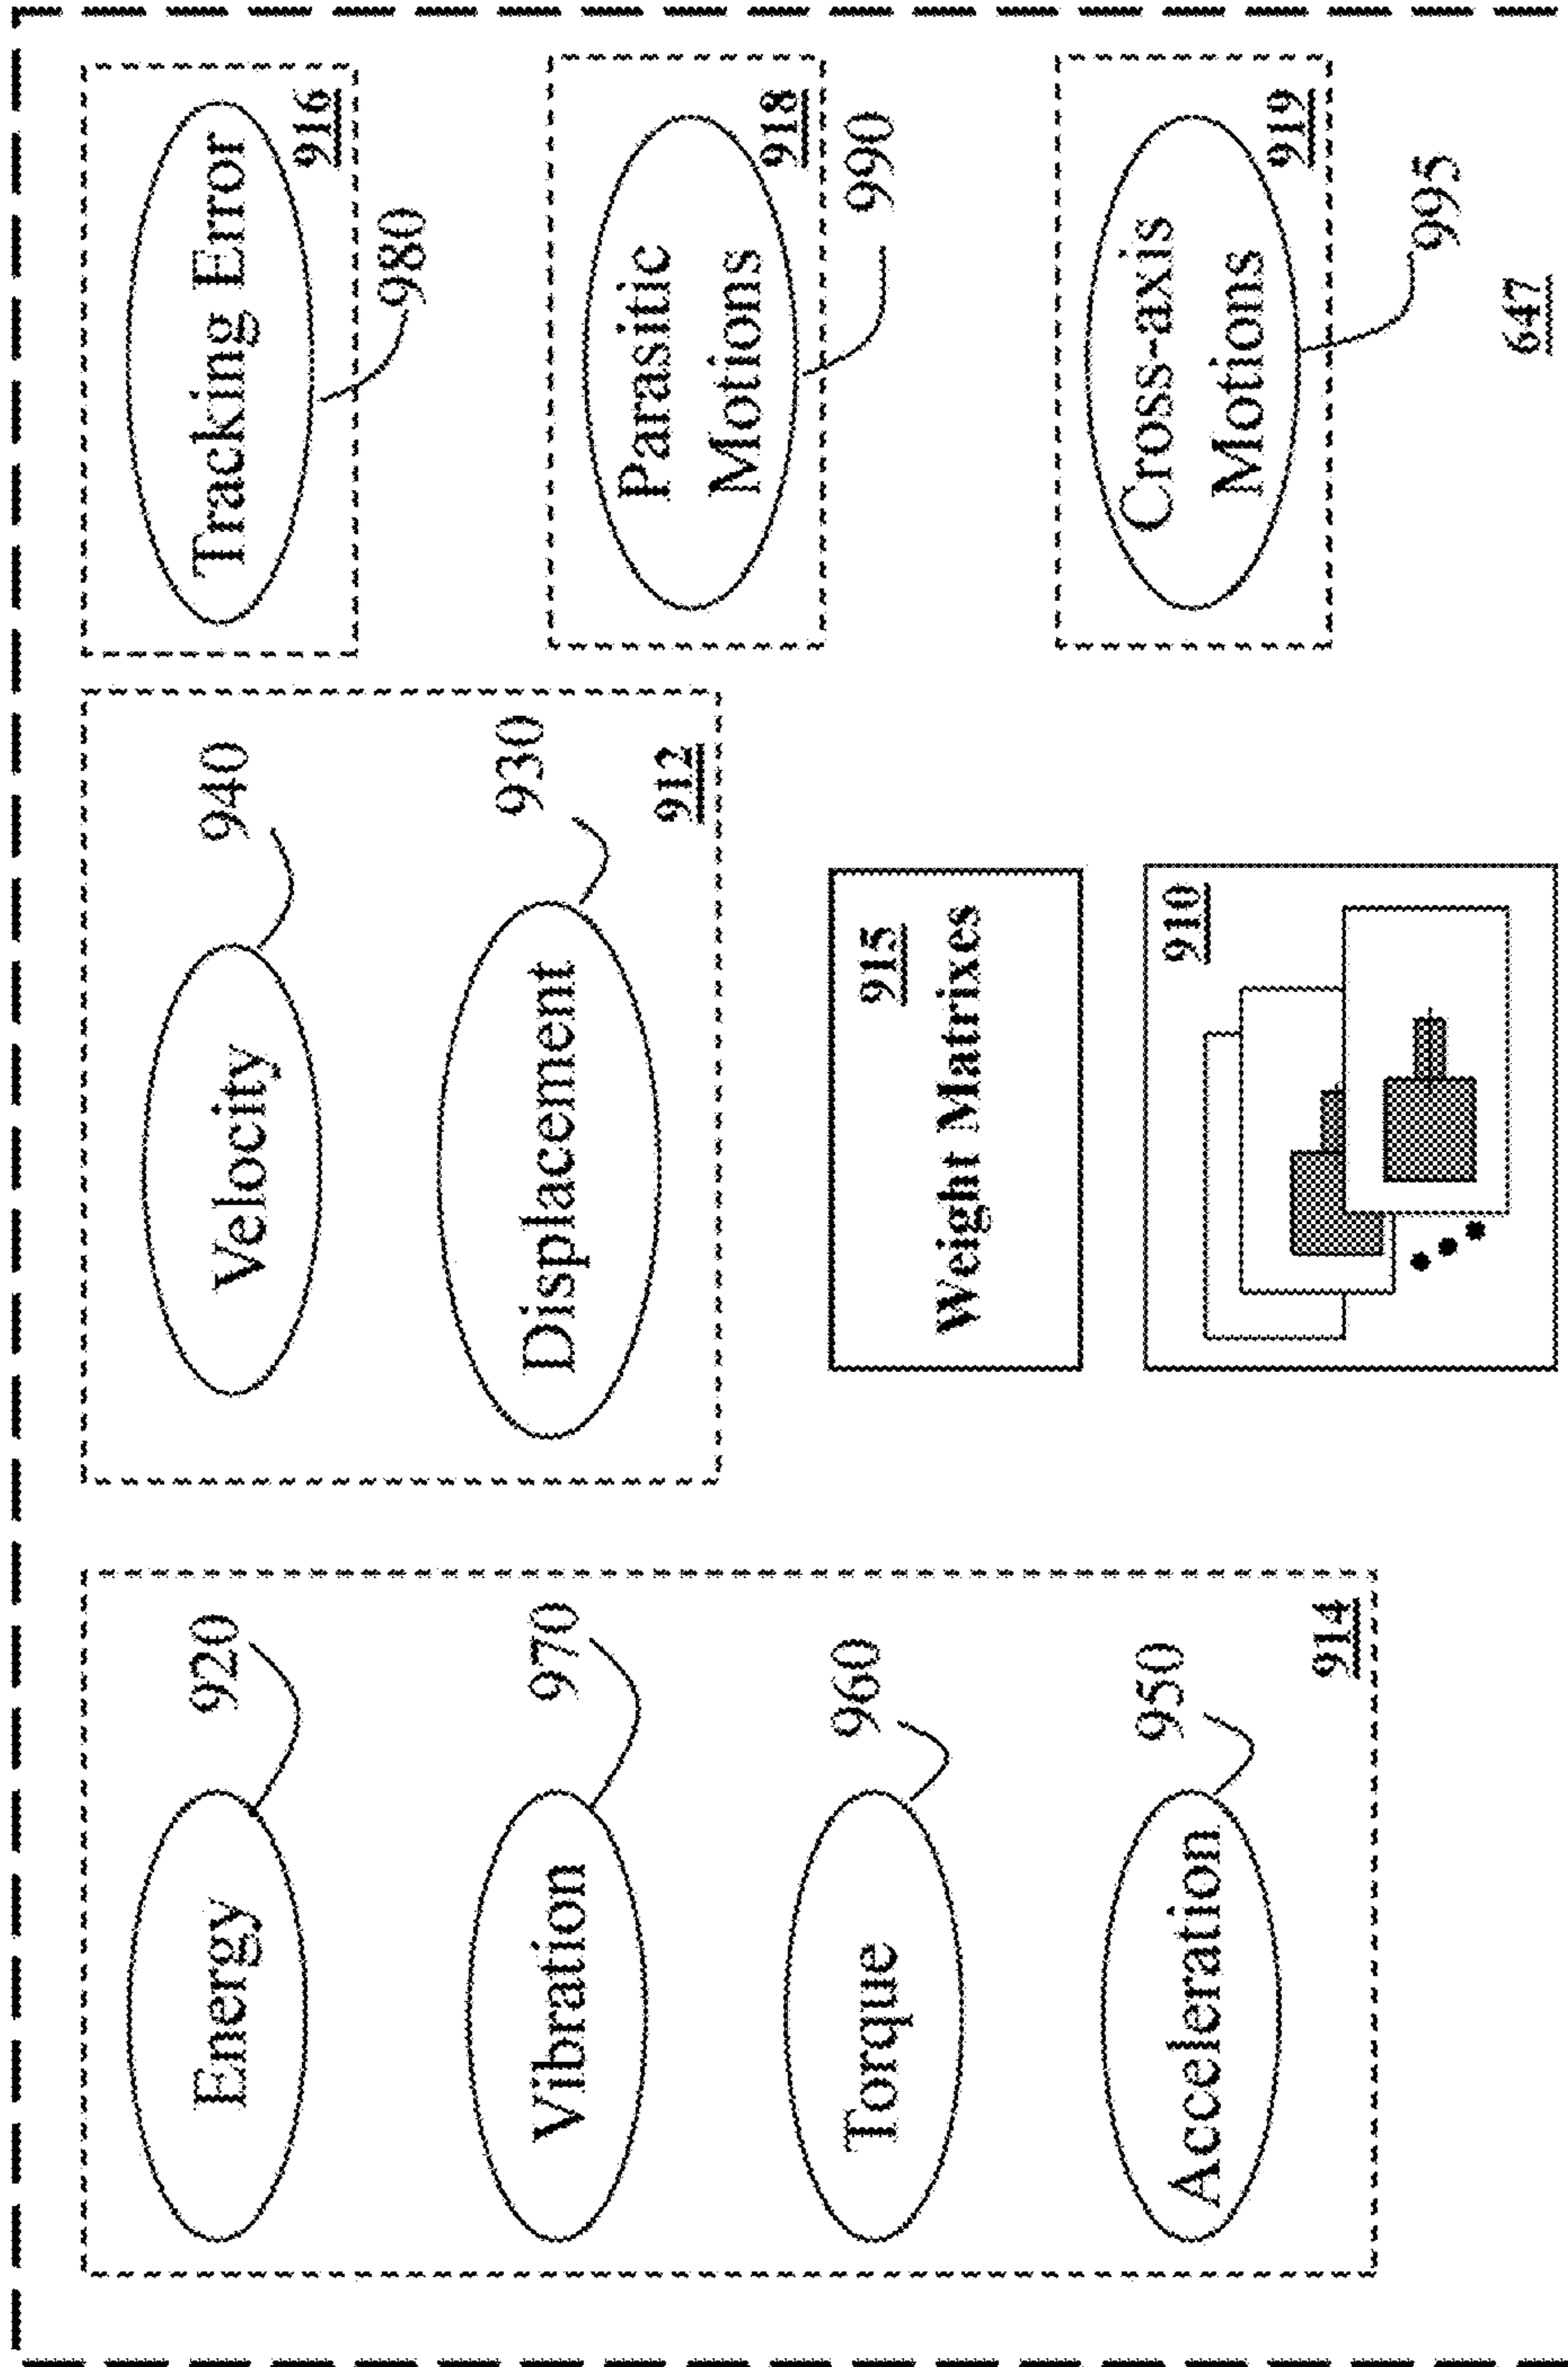 Energy
920
Vibration
970
Torque
960
Acceleration
950
914
Velocity
940
Displacement
930
912
915
Weight Matrixes
910
Tracking Error
916
980
Parasitic
Motions
918
990
Cross-axis
Motions
919
995
647